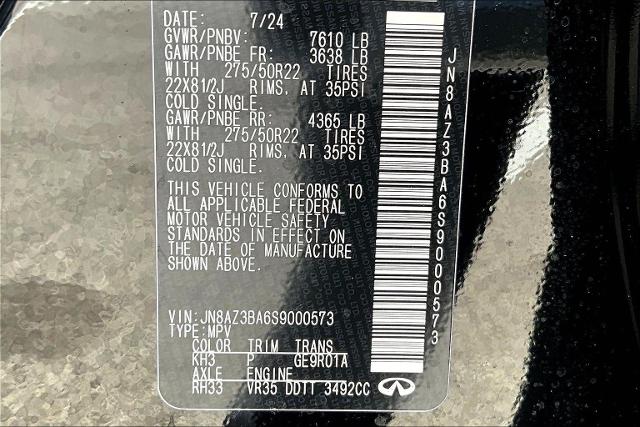 DATE: 7/24
GVWR/PNBV: 7610 LB
GAWR/PNBE FR: 3638 LB
WITH 275/50R22 TIRES
22X81/2J RIMS, AT 35PSI
COLD SINGLE.
GAWR/PNBE RR: 4365 LB
WITH 275/50R22 TIRES
22X81/2J RIMS, AT 35PSI
COLD SINGLE.
THIS VEHICLE CONFORMS TO
ALL APPLICABLE FEDERAL
MOTOR VEHICLE SAFETY
STANDARDS IN EFFECT ON
THE DATE OF MANUFACTURE
SHOWN ABOVE.
VIN: JN8AZ3BA6S9000573
TYPE: MPV
COLOR TRIM TRANS
KH3 P GE9R01A
AXLE ENGINE
RH33 VR35 DDTT 3492CC
JN8AZ3BA6S9000573